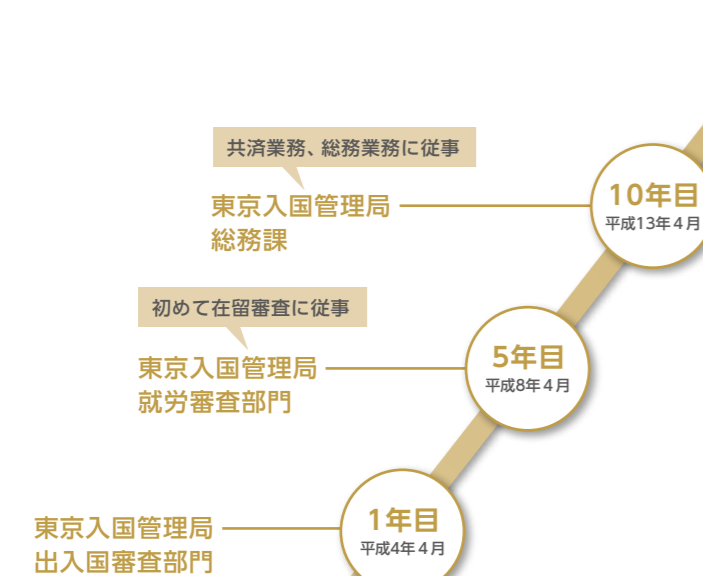 共済業務、総務業務に従事
東京入国管理局
総務課
10年目
平成13年4月
初めて在留審査に従事
東京入国管理局
就労審査部門
5年目
平成8年4月
東京入国管理局
出入国審査部門
1年目
平成4年4月